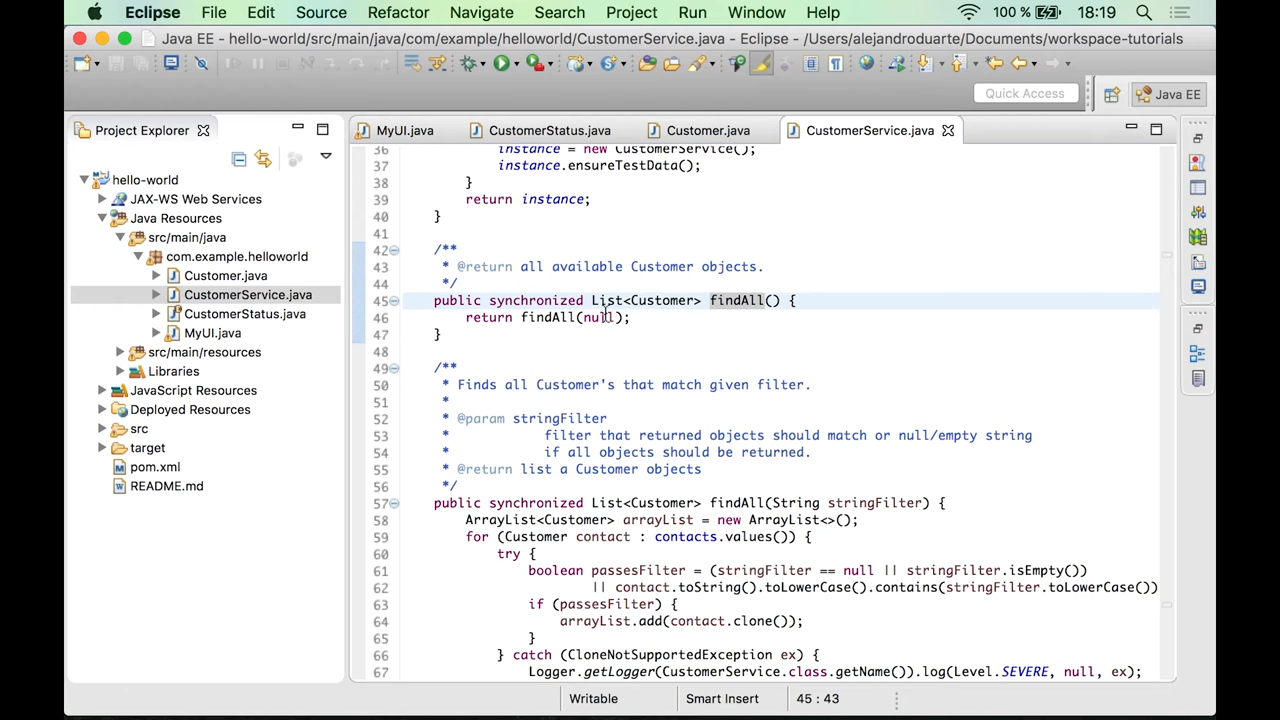 Eclipse File Edit Source Refactor Navigate Search Project Run Window Help 100 % 18:19
Java EE - hello-world/src/main/java/com/example/helloworld/CustomerService.java - Eclipse - /Users/alejandroduarte/Documents/workspace-tutorials
Quick Access Java EE
Project Explorer
hello-world
JAX-WS Web Services
Java Resources
src/main/java
com.example.helloworld
Customer.java
CustomerService.java
CustomerStatus.java
MyUI.java
src/main/resources
Libraries
JavaScript Resources
Deployed Resources
src
target
pom.xml
README.md
MyUI.java CustomerStatus.java Customer.java CustomerService.java
36 instance = new CustomerService();
37 instance.ensureTestData();
38 }
39 return instance;
40 }
41
42 /**
43 * @return all available Customer objects.
44 */
45 public synchronized List<Customer> findAll() {
46 return findAll(null);
47 }
48
49 /**
50 * Finds all Customer's that match given filter.
51 *
52 * @param stringFilter
53 * filter that returned objects should match or null/empty string
54 * if all objects should be returned.
55 * @return list a Customer objects
56 */
57 public synchronized List<Customer> findAll(String stringFilter) {
58 ArrayList<Customer> arrayList = new ArrayList<>();
59 for (Customer contact : contacts.values()) {
60 try {
61 boolean passesFilter = (stringFilter == null || stringFilter.isEmpty())
62 || contact.toString().toLowerCase().contains(stringFilter.toLowerCase())
63 if (passesFilter) {
64 arrayList.add(contact.clone());
65 }
66 } catch (CloneNotSupportedException ex) {
67 Logger.getLogger(CustomerService.class.getName()).log(Level.SEVERE, null, ex);
Writable Smart Insert 45 : 43